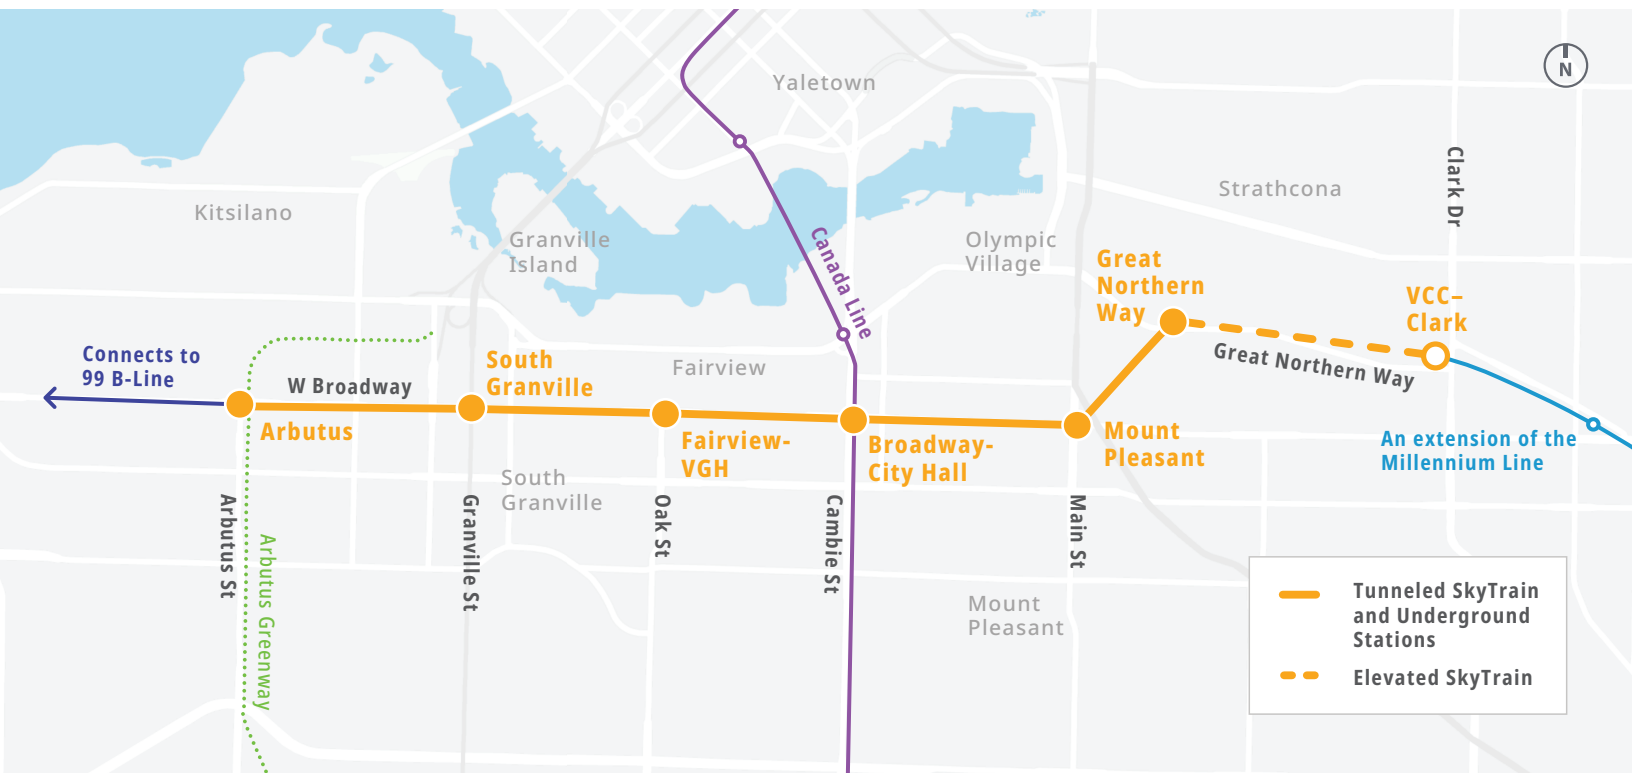 Yaletown
N
Clark Dr
Strathcona
Kitsilano
Granville
Island
Canada Line
Olympic
Village
Great
Northern
Way
VCC–
Clark
Connects to
99 B-Line
W Broadway
South
Granville
Fairview
Great Northern Way
Arbutus
Fairview-
VGH
Broadway-
City Hall
Mount
Pleasant
An extension of the
Millennium Line
South
Granville
Arbutus St
Arbutus Greenway
Granville St
Oak St
Cambie St
Main St
Mount
Pleasant
Tunneled SkyTrain
and Underground
Stations
Elevated SkyTrain